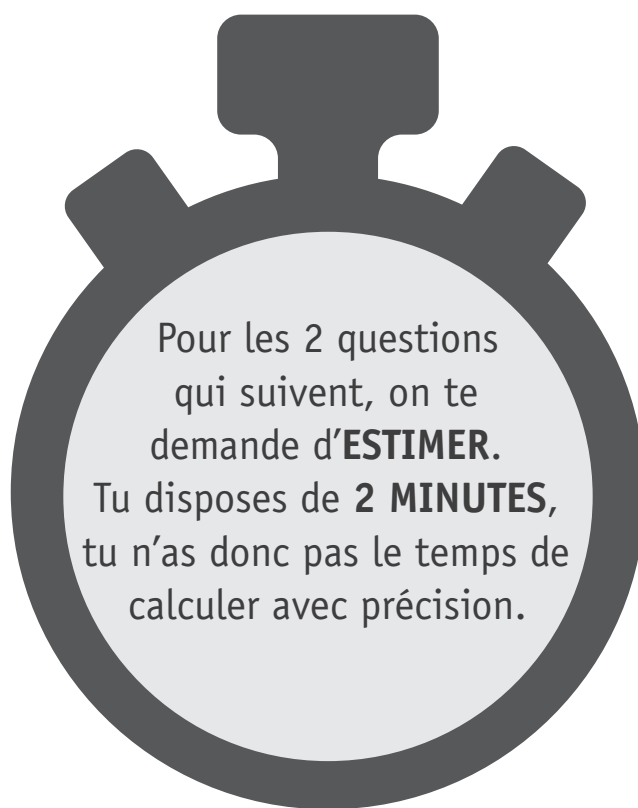 Pour les 2 questions
qui suivent, on te
demande d’ESTIMER.
Tu disposes de 2 MINUTES,
tu n’as donc pas le temps de
calculer avec précision.